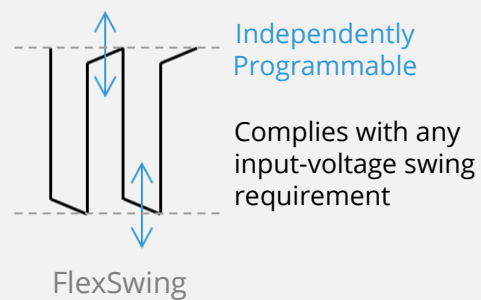 Independently
Programmable
Complies with any
input-voltage swing
requirement
FlexSwing